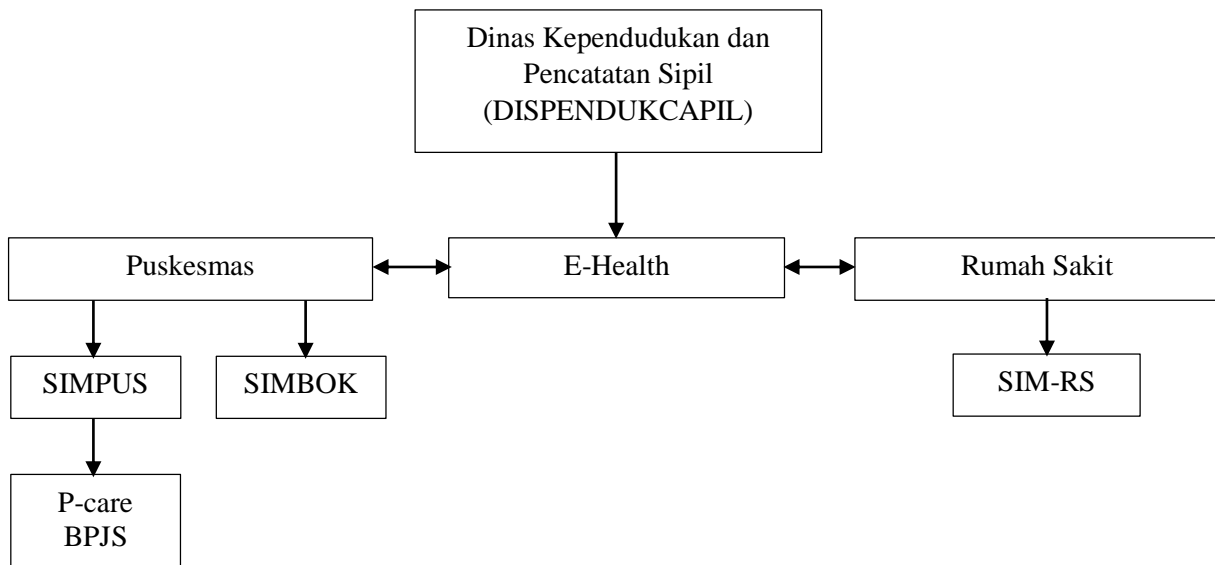 Dinas Kependudukan dan
Pencatatan Sipil
(DISPENDUKCAPIL)
Puskesmas
E-Health
Rumah Sakit
SIMPUS
SIMBOK
SIM-RS
P-care
BPJS